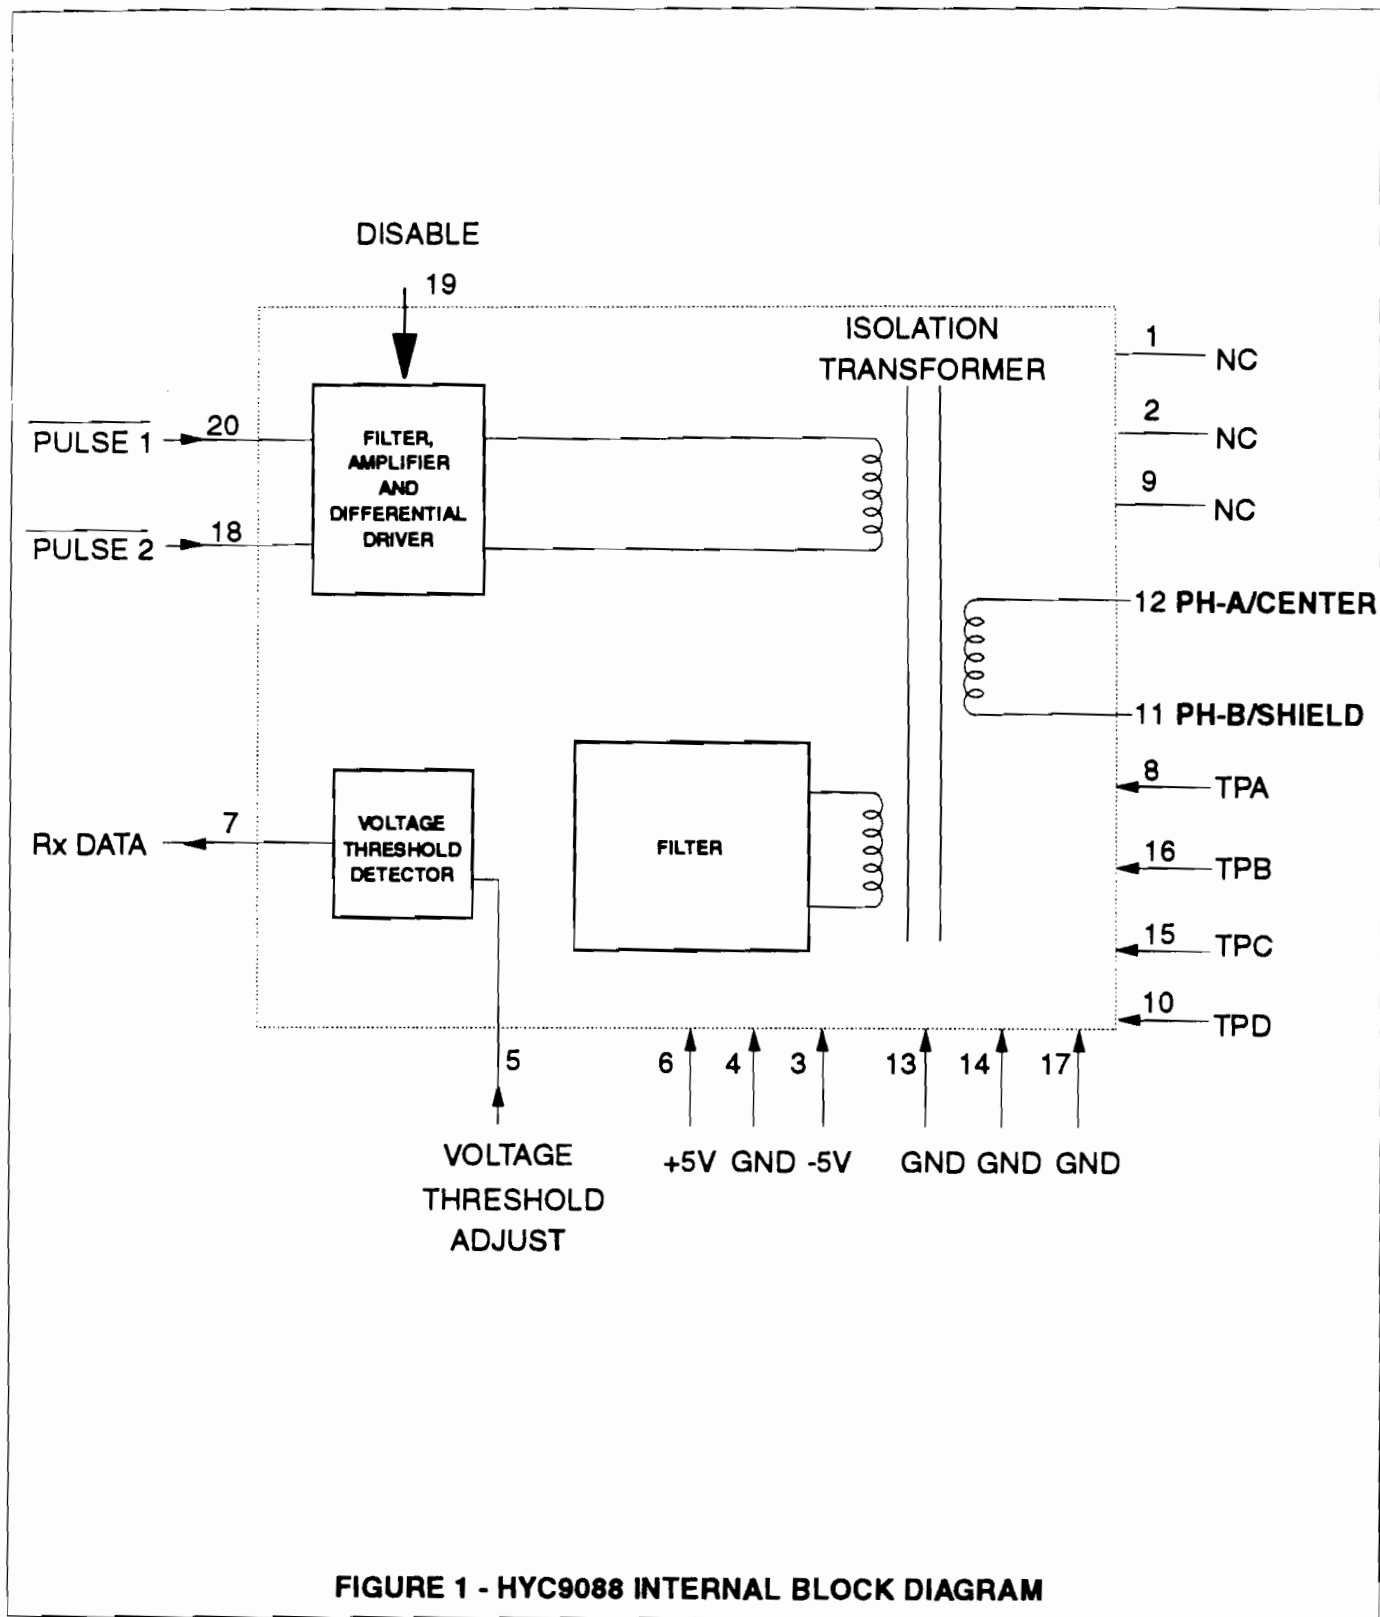 DISABLE
19
ISOLATION
TRANSFORMER
1
NC
2
NC
9
NC
PULSE 1
20
PULSE 2
18
FILTER,
AMPLIFIER
AND
DIFFERENTIAL
DRIVER
12 PH-A/CENTER
11 PH-B/SHIELD
8
TPA
16
TPB
15
TPC
10
TPD
Rx DATA
7
VOLTAGE
THRESHOLD
DETECTOR
FILTER
5
6
4
3
13
14
17
VOLTAGE
THRESHOLD
ADJUST
+5V GND -5V
GND GND GND
FIGURE 1 - HYC9088 INTERNAL BLOCK DIAGRAM